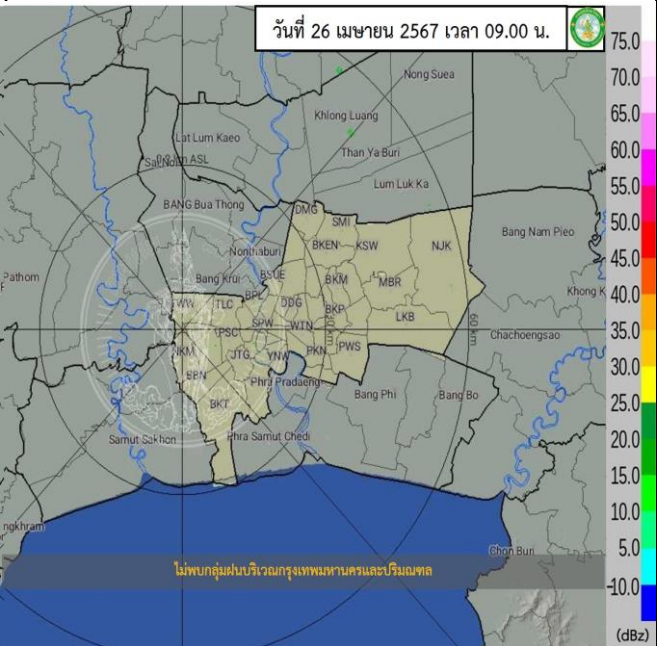 วันที่ 26 เมษายน 2567 เวลา 09.00 น.
75.0
70.0
65.0
60.0
55.0
50.0
45.0
40.0
35.0
30.0
25.0
20.0
15.0
10.0
5.0
-10.0
(dBz)
Nong Suea
Khlong Luang
Lat Lum Kaeo
Than Ya Buri
ASL
Lum Luk Ka
BANG Bua Thong
DMG
SMI
Bang Nam Pleo
BKEN
KSW
NJK
Nonthaburi
Pathom
Bang Krui
BSUE
BKM
MBR
Khong K
BPL
TWW
TLC
DDG
BKP
LKB
PSC
SPW
WTN
60 km
Chachoengsao
NKM
JTG
YNW
PKN
PWS
BBN
Phra Pradaeng
BKT
Bang Phi
Bang Bo
Samut Sakhon
Phra Samut Chedi
ngkhram
Chon Buri
ไม่พบกลุ่มฝนบริเวณกรุงเทพมหานครและปริมณฑล